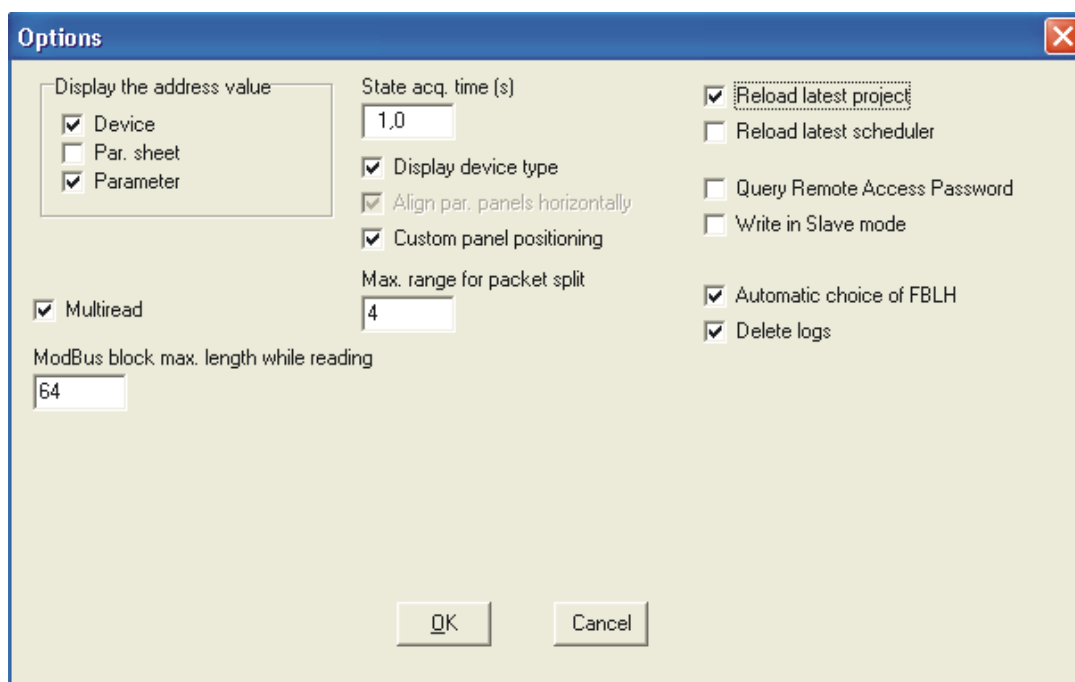 Options
Display the address value
Device
Par. sheet
Parameter
Multiread
ModBus block max. length while reading
64
State acq. time (s)
1,0
Display device type
Align par. panels horizontally
Custom panel positioning
Max. range for packet split
4
Reload latest project
Reload latest scheduler
Query Remote Access Password
Write in Slave mode
Automatic choice of FBLH
Delete logs
OK
Cancel